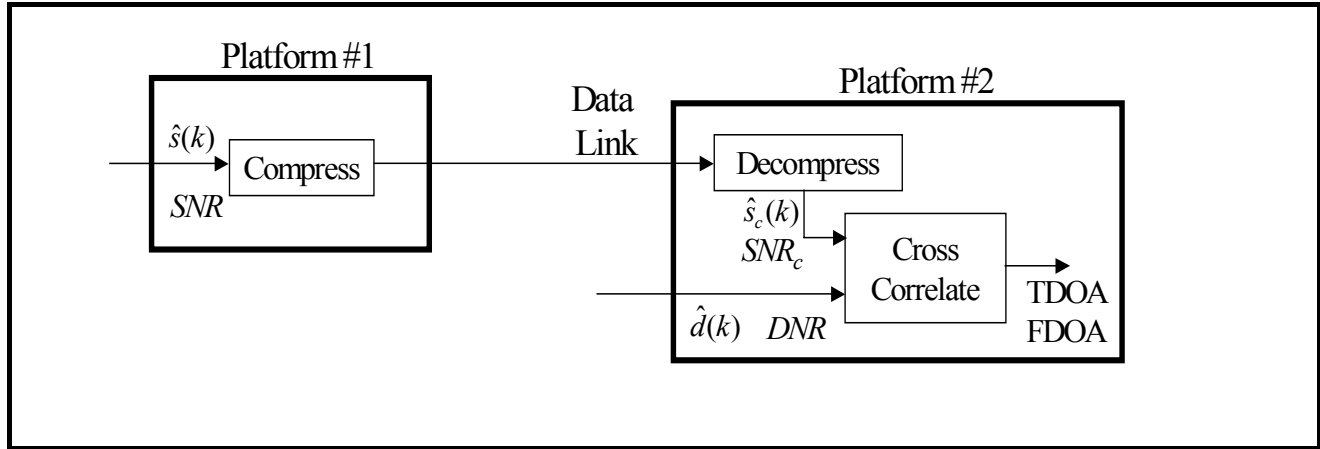 Platform #1
ŝ(k)
Compress
SNR
Data
Link
Platform #2
Decompress
ŝ_c(k)
SNR_c
Cross
Correlate
d̂(k) DNR
TDOA
FDOA